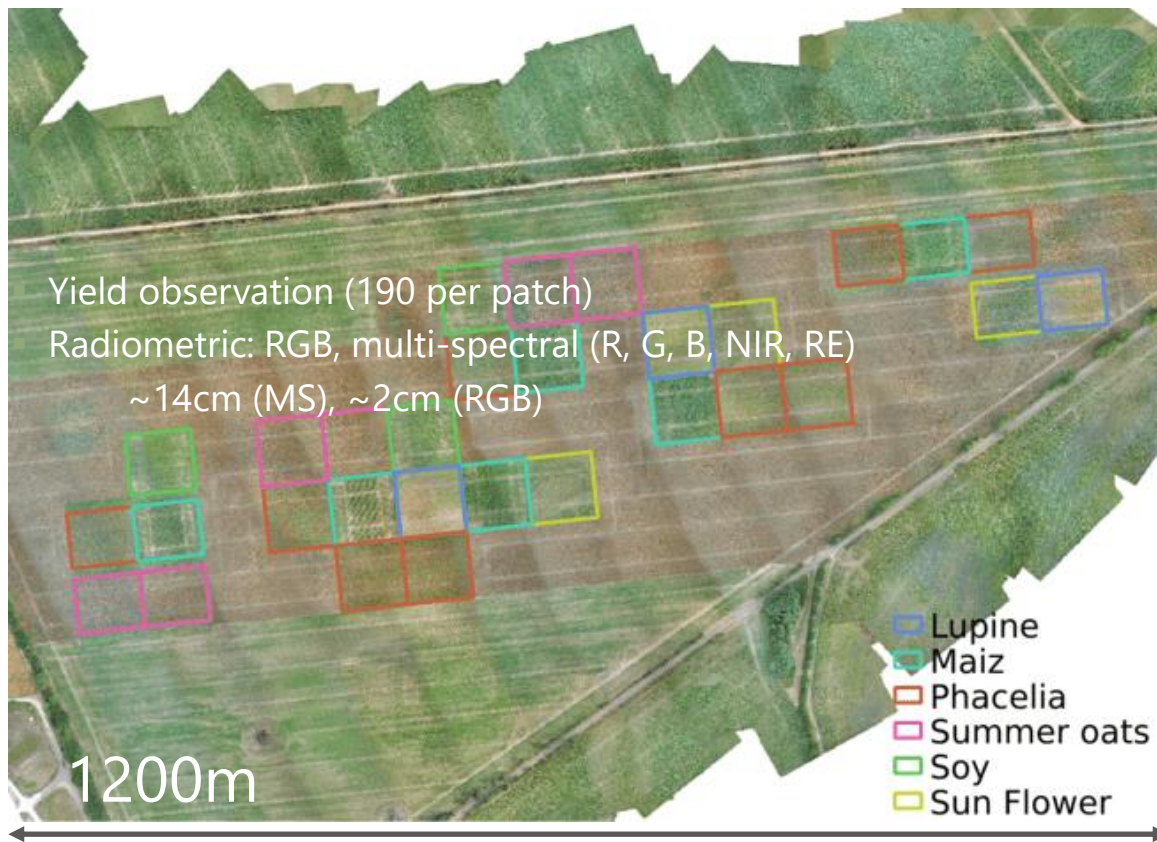 Yield observation (190 per patch)
Radiometric: RGB, multi-spectral (R, G, B, NIR, RE)
~14cm (MS), ~2cm (RGB)
Lupine
Maiz
Phacelia
Summer oats
Soy
Sun Flower
1200m